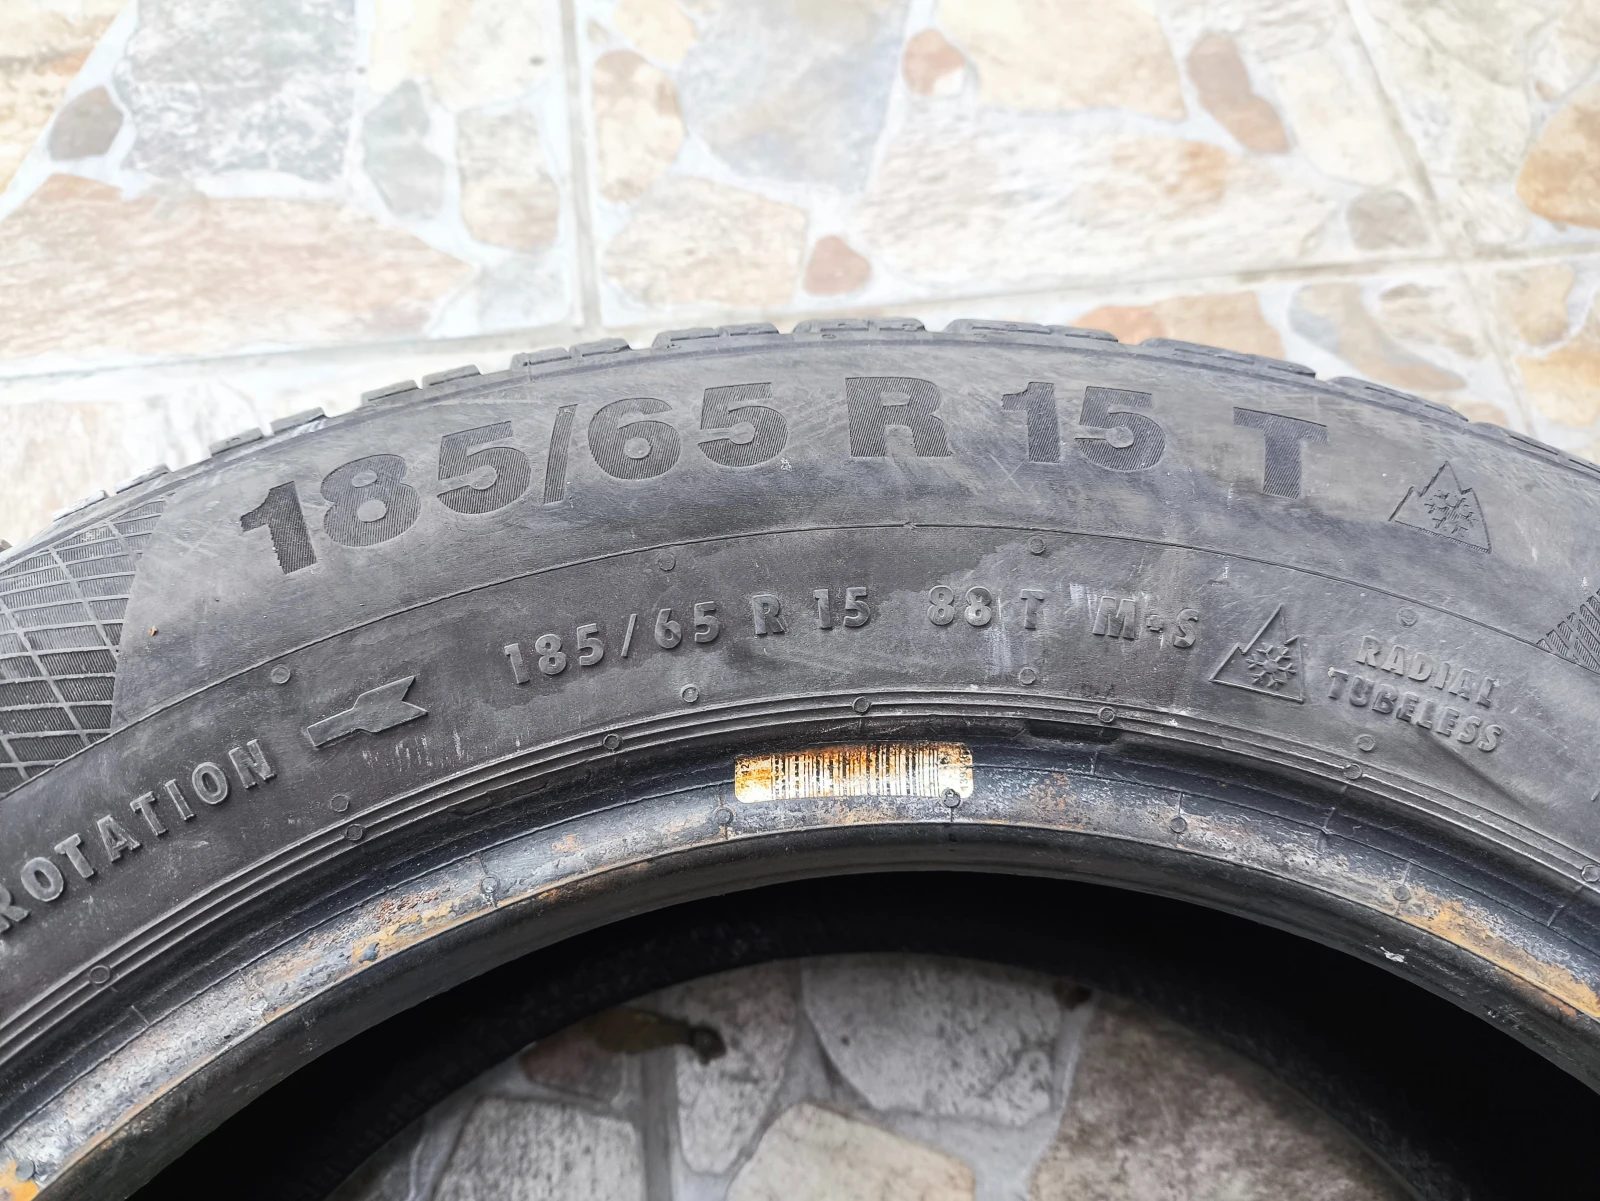 185/65 R 15 T
ROTATION
185/65 R 15 88 T M+S
RADIAL
TUBELESS